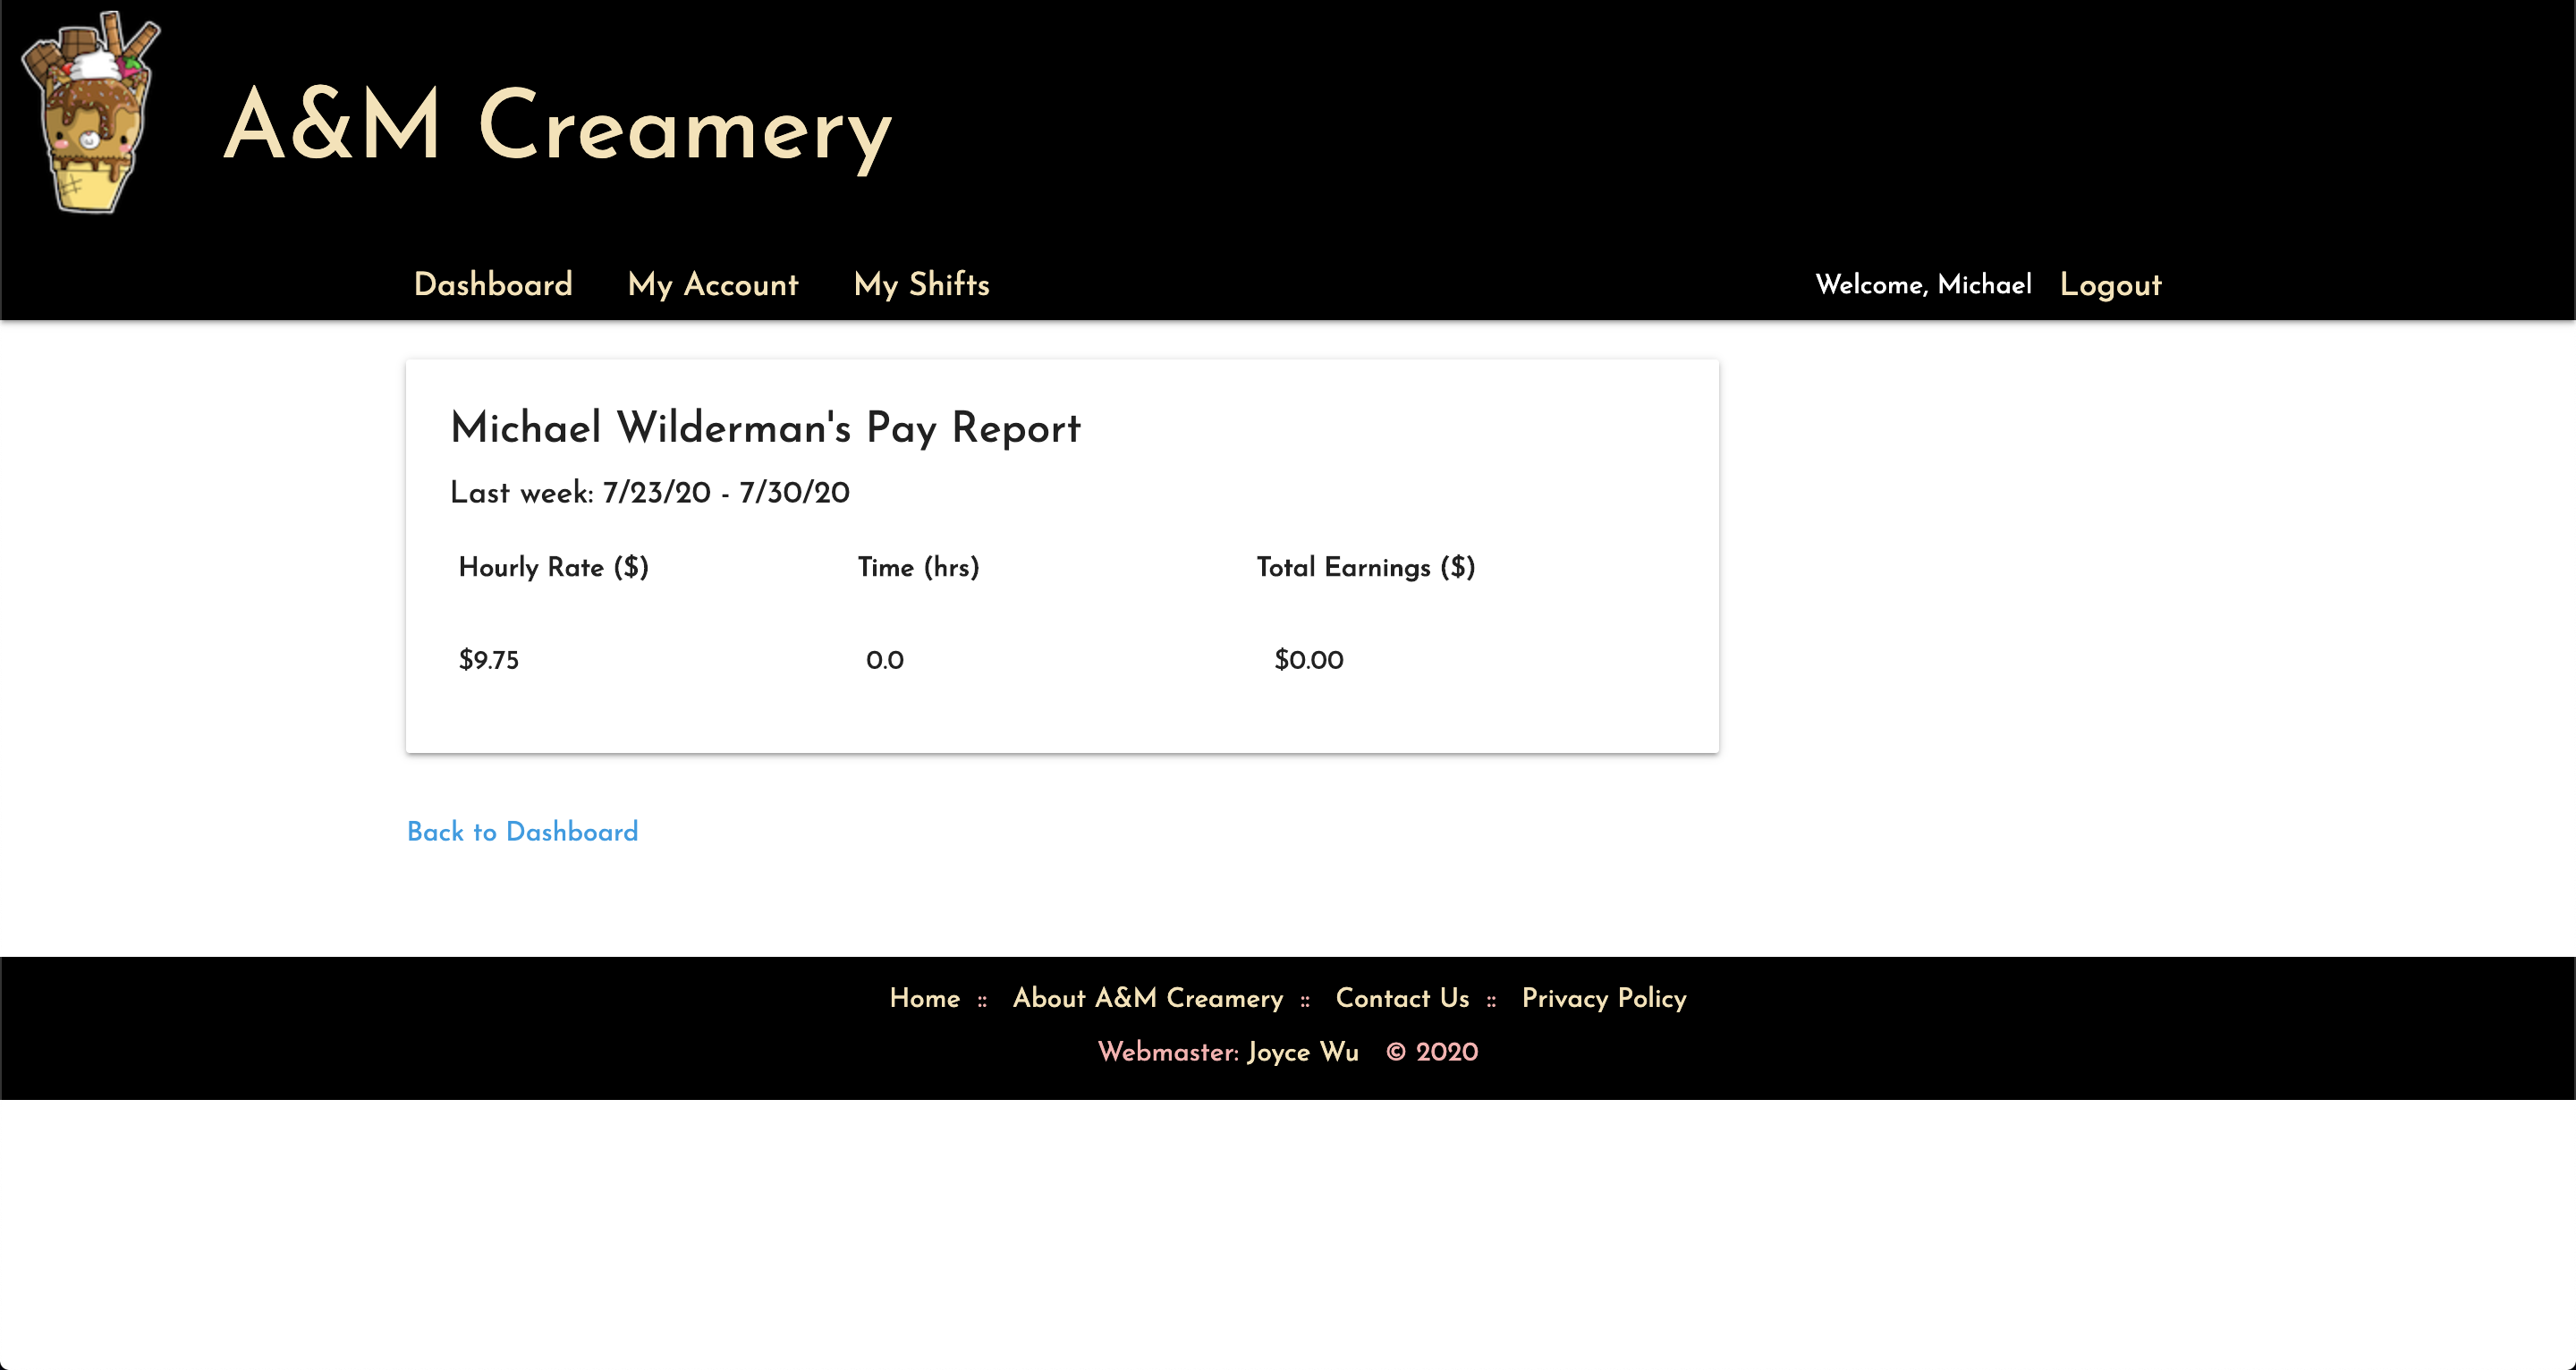 A&M Creamery
Dashboard My Account My Shifts Welcome, Michael Logout
Michael Wilderman's Pay Report
Last week: 7/23/20 - 7/30/20
Hourly Rate ($) Time (hrs) Total Earnings ($)
$9.75 0.0 $0.00
Back to Dashboard
Home :: About A&M Creamery :: Contact Us :: Privacy Policy
Webmaster: Joyce Wu © 2020